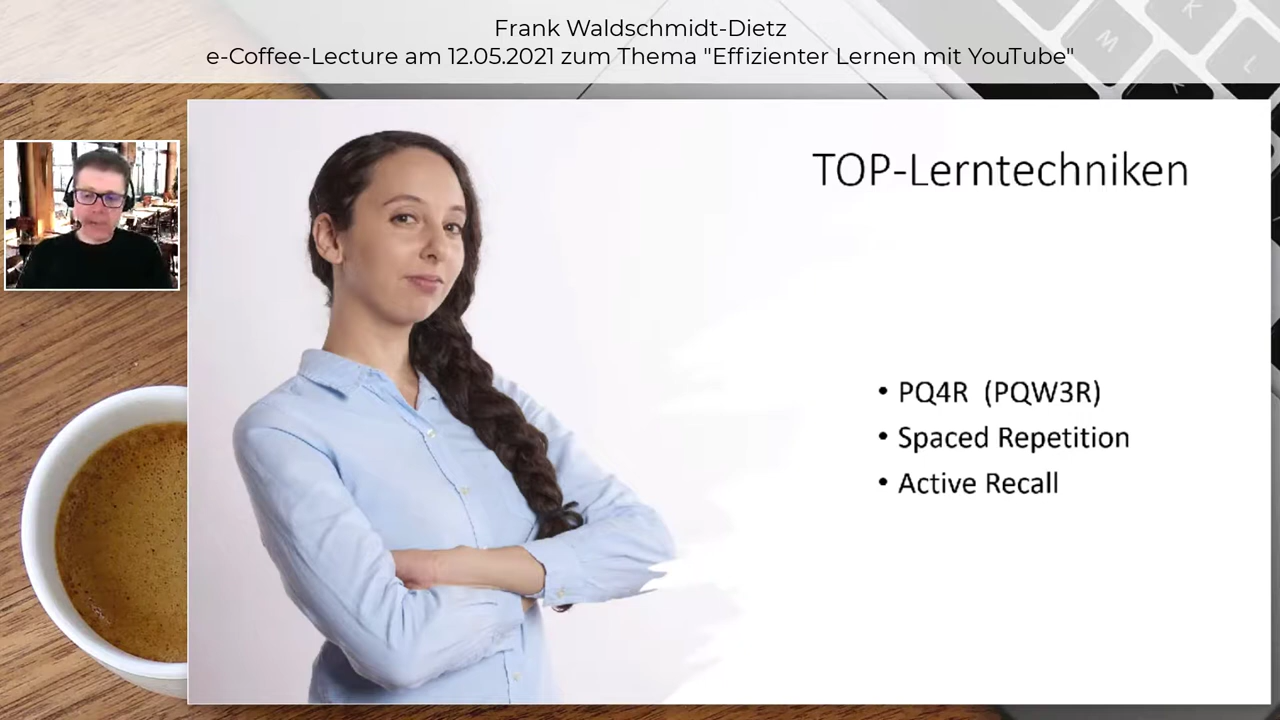 Frank Waldschmidt-Dietz
e-Coffee-Lecture am 12.05.2021 zum Thema "Effizienter Lernen mit YouTube"
K
M
L
K
TOP-Lerntechniken
• PQ4R (PQW3R)
• Spaced Repetition
• Active Recall